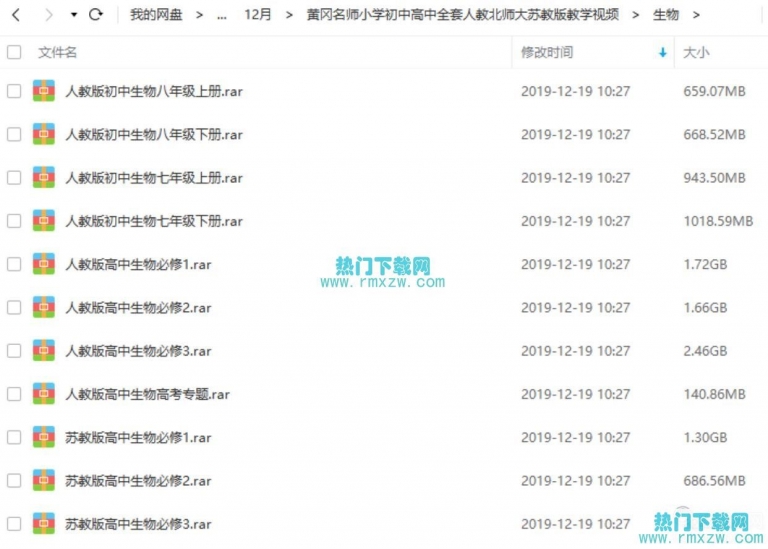 我的网盘 > ... 12月 > 黄冈名师小学初中高中全套人教北师大苏教版教学视频 > 生物 >
文件名 修改时间 大小
人教版初中生物八年级上册.rar 2019-12-19 10:27 659.07MB
人教版初中生物八年级下册.rar 2019-12-19 10:27 668.52MB
人教版初中生物七年级上册.rar 2019-12-19 10:27 943.50MB
人教版初中生物七年级下册.rar 2019-12-19 10:27 1018.59MB
人教版高中生物必修1.rar 2019-12-19 10:27 1.72GB
热门下载网
www.rmxzw.com
人教版高中生物必修2.rar 2019-12-19 10:27 1.66GB
人教版高中生物必修3.rar 2019-12-19 10:27 2.46GB
人教版高中生物高考专题.rar 2019-12-19 10:27 140.86MB
苏教版高中生物必修1.rar 2019-12-19 10:27 1.30GB
苏教版高中生物必修2.rar 2019-12-19 10:27 686.56MB
苏教版高中生物必修3.rar 2019-12-19 10:27
热门下载网
www.rmxzw.com